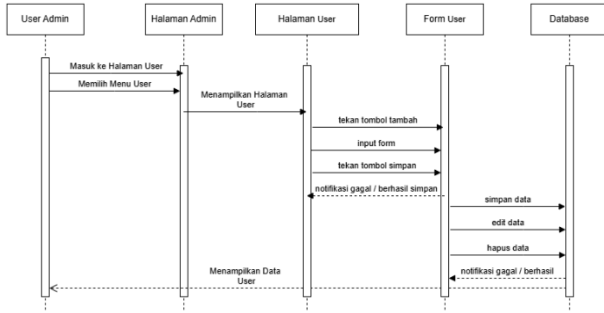 User Admin
Halaman Admin
Halaman User
Form User
Database
Masuk ke Halaman User
Memilih Menu User
Menampilkan Halaman
User
tekan tombol tambah
input form
tekan tombol simpan
notifikasi gagal / berhasil simpan
simpan data
edit data
hapus data
notifikasi gagal / berhasil
Menampilkan Data
User